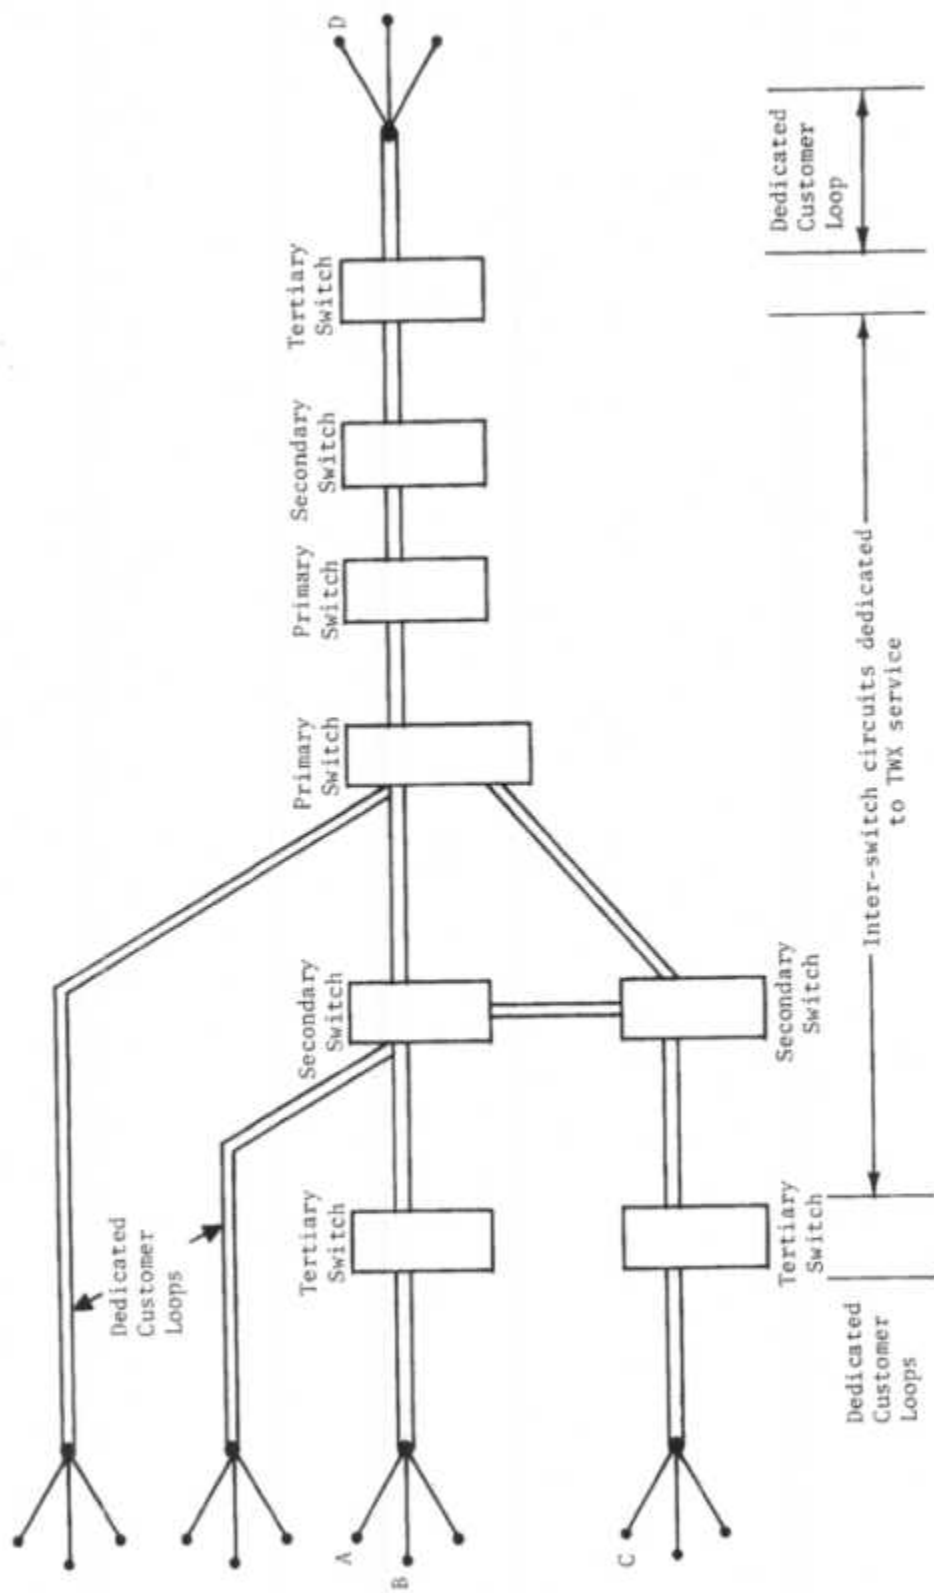 Dedicated
Customer
Loops
A
B
C
Tertiary
Switch
Secondary
Switch
Primary
Switch
Primary
Switch
Secondary
Switch
Tertiary
Switch
D
Tertiary
Switch
Secondary
Switch
Dedicated
Customer
Loops
Inter-switch circuits dedicated
to TWX service
Dedicated
Customer
Loop